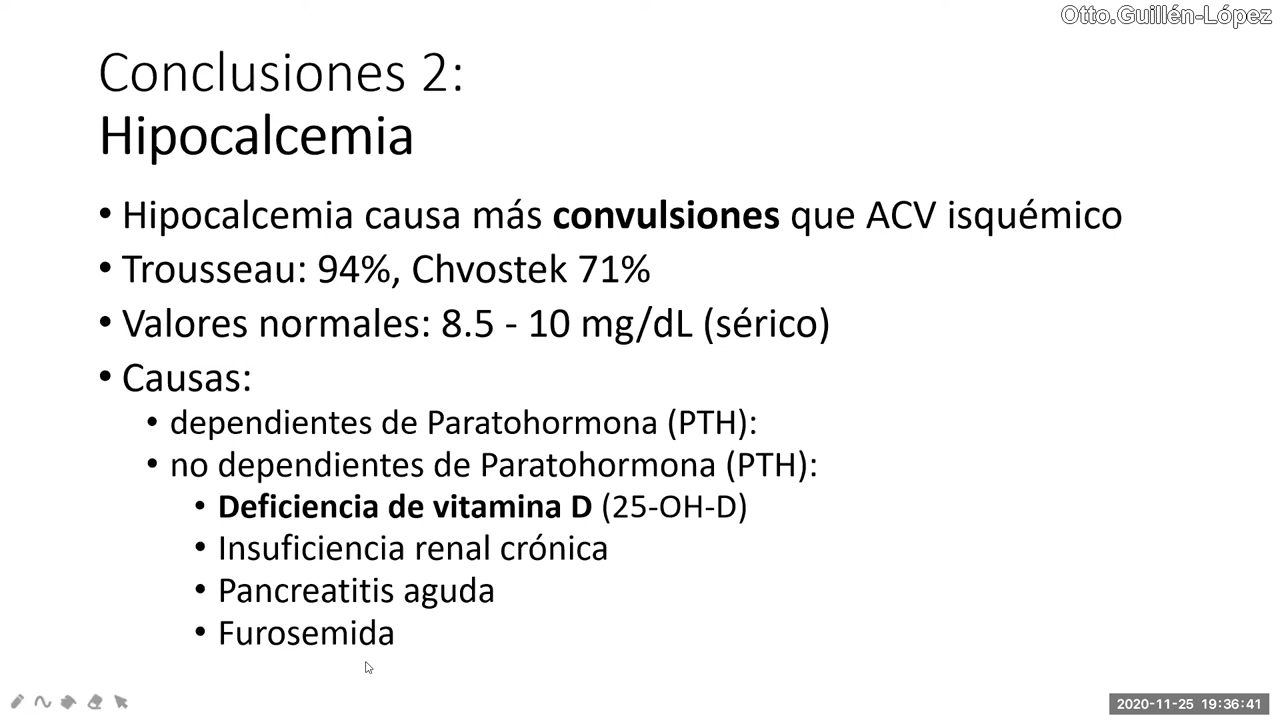 Otto.Guillén-López
Conclusiones 2:
Hipocalcemia
• Hipocalcemia causa más convulsiones que ACV isquémico
• Trousseau: 94%, Chvostek 71%
• Valores normales: 8.5 - 10 mg/dL (sérico)
• Causas:
• dependientes de Paratohormona (PTH):
• no dependientes de Paratohormona (PTH):
• Deficiencia de vitamina D (25-OH-D)
• Insuficiencia renal crónica
• Pancreatitis aguda
• Furosemida
2020-11-25 19:36:41